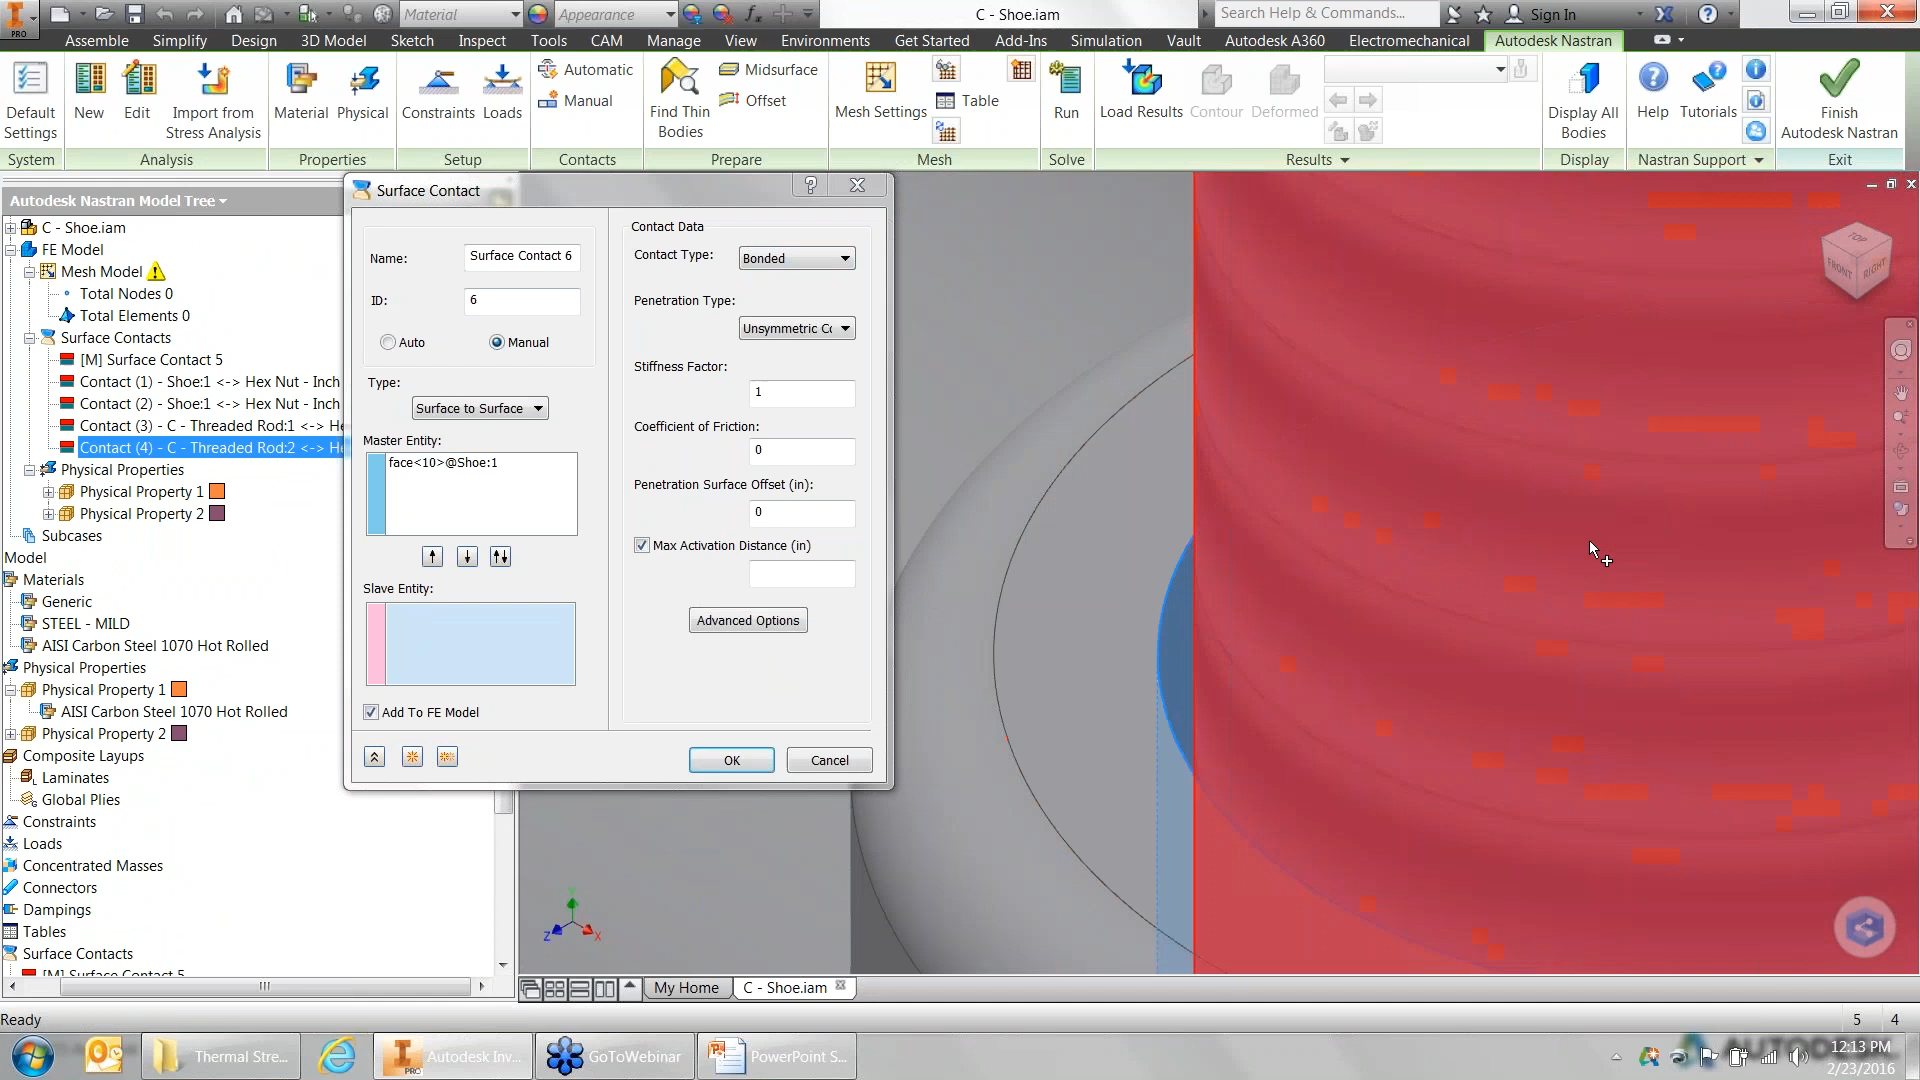 Material
Appearance
C - Shoe.iam
Search Help & Commands...
Sign In
PRO
Assemble Simplify Design 3D Model Sketch Inspect Tools CAM Manage View Environments Get Started Add-Ins Simulation Vault Autodesk A360 Electromechanical Autodesk Nastran
Default Settings
New
Edit
Import from Stress Analysis
Material
Physical
Constraints
Loads
Automatic
Manual
Find Thin Bodies
Midsurface
Offset
Mesh Settings
Table
Run
Load Results
Contour
Deformed
Display All Bodies
Help
Tutorials
Finish Autodesk Nastran
System Analysis Properties Setup Contacts Prepare Mesh Solve Results Display Nastran Support Exit
Autodesk Nastran Model Tree
C - Shoe.iam
FE Model
Mesh Model
Total Nodes 0
Total Elements 0
Surface Contacts
[M] Surface Contact 5
Contact (1) - Shoe:1 <-> Hex Nut - Inch
Contact (2) - Shoe:1 <-> Hex Nut - Inch
Contact (3) - C - Threaded Rod:1 <-> He
Contact (4) - C - Threaded Rod:2 <-> He
Physical Properties
Physical Property 1
Physical Property 2
Subcases
Model
Materials
Generic
STEEL - MILD
AISI Carbon Steel 1070 Hot Rolled
Physical Properties
Physical Property 1
AISI Carbon Steel 1070 Hot Rolled
Physical Property 2
Composite Layups
Laminates
Global Plies
Constraints
Loads
Concentrated Masses
Connectors
Dampings
Tables
Surface Contacts
[M] Surface Contact 5
Surface Contact
Name: Surface Contact 6
ID: 6
Auto Manual
Type:
Surface to Surface
Master Entity:
face<10>@Shoe:1
Slave Entity:
Add To FE Model
Contact Data
Contact Type: Bonded
Penetration Type:
Unsymmetric Co
Stiffness Factor:
1
Coefficient of Friction:
0
Penetration Surface Offset (in):
0
Max Activation Distance (in)
Advanced Options
OK Cancel
TOP
FRONT
RIGHT
Y
Z
X
My Home
C - Shoe.iam
Ready
5 4
Thermal Stre...
PRO
Autodesk Inv...
GoToWebinar
PowerPoint S...
AUTODESK
12:13 PM
2/23/2016